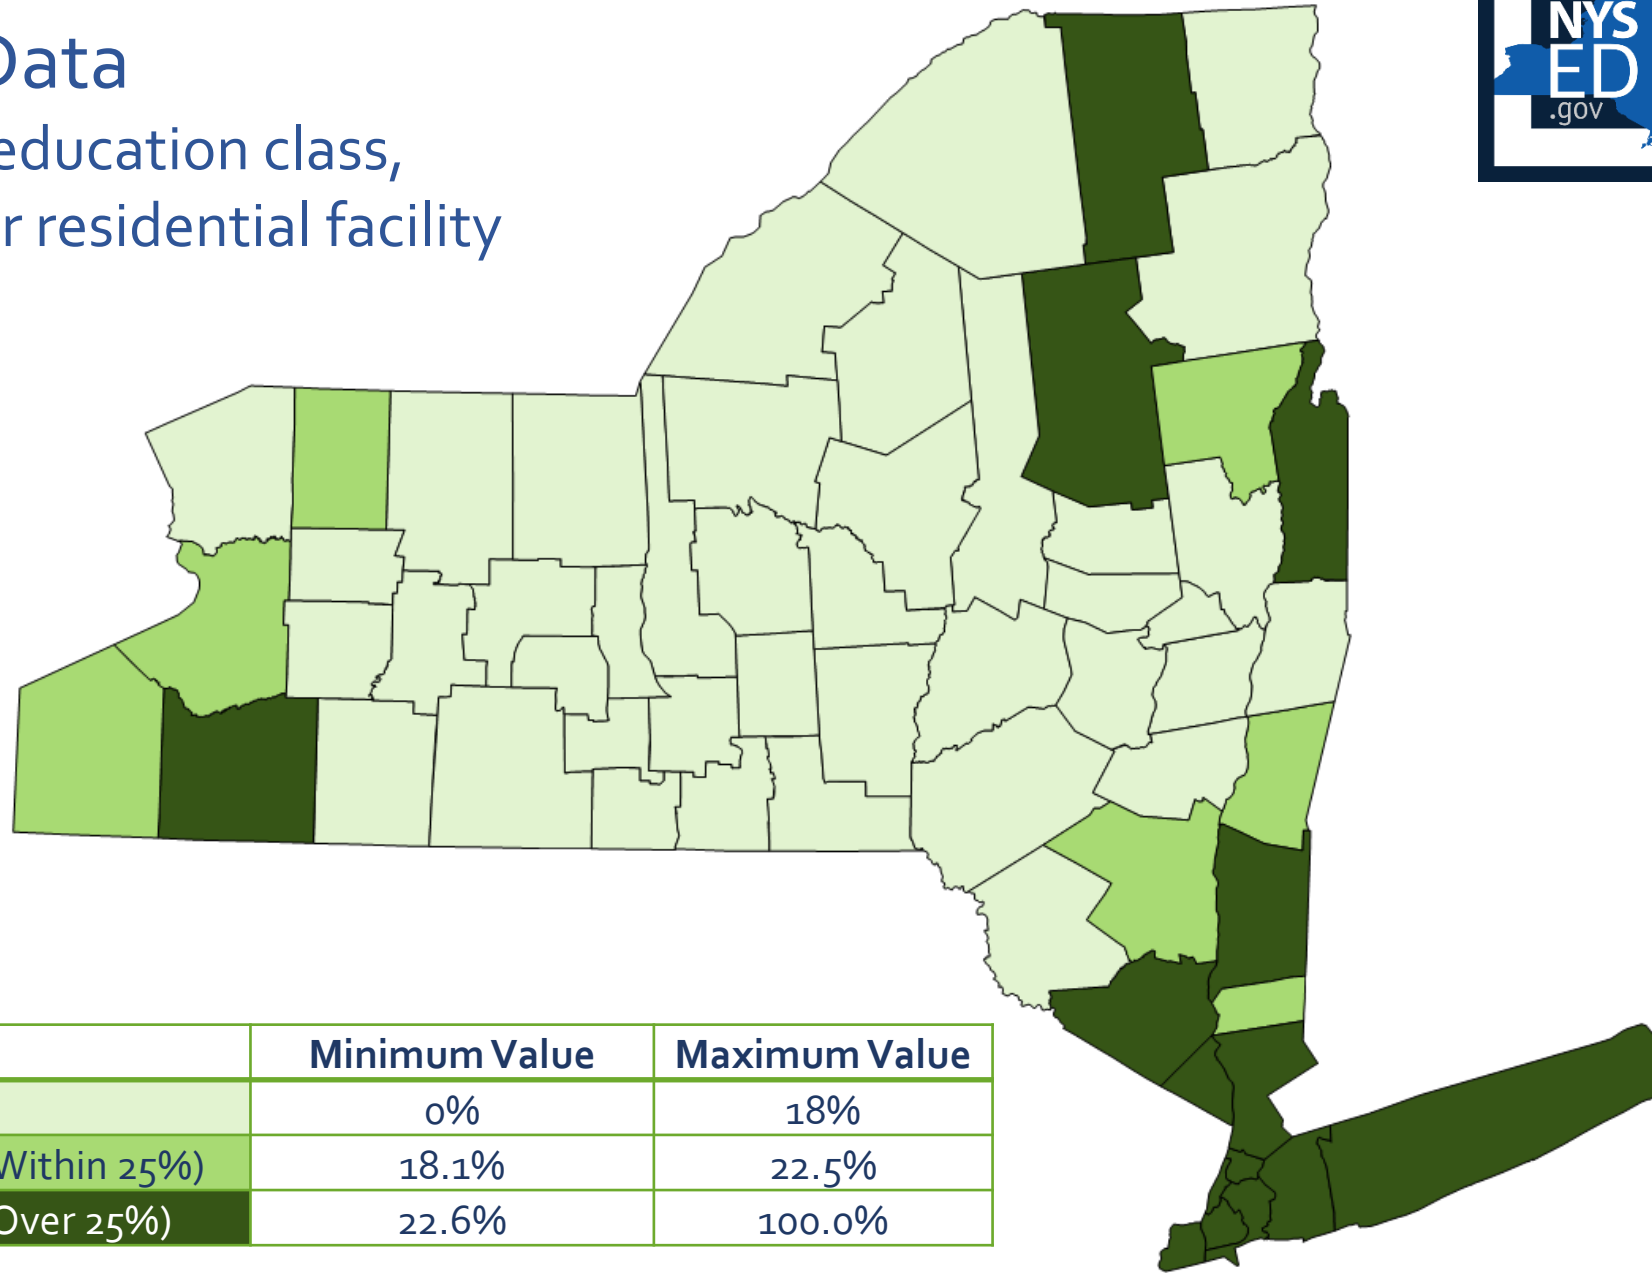 Data
education class,
r residential facility
NYS
ED
.gov
Minimum Value Maximum Value
0% 18%
Within 25%) 18.1% 22.5%
Over 25%) 22.6% 100.0%